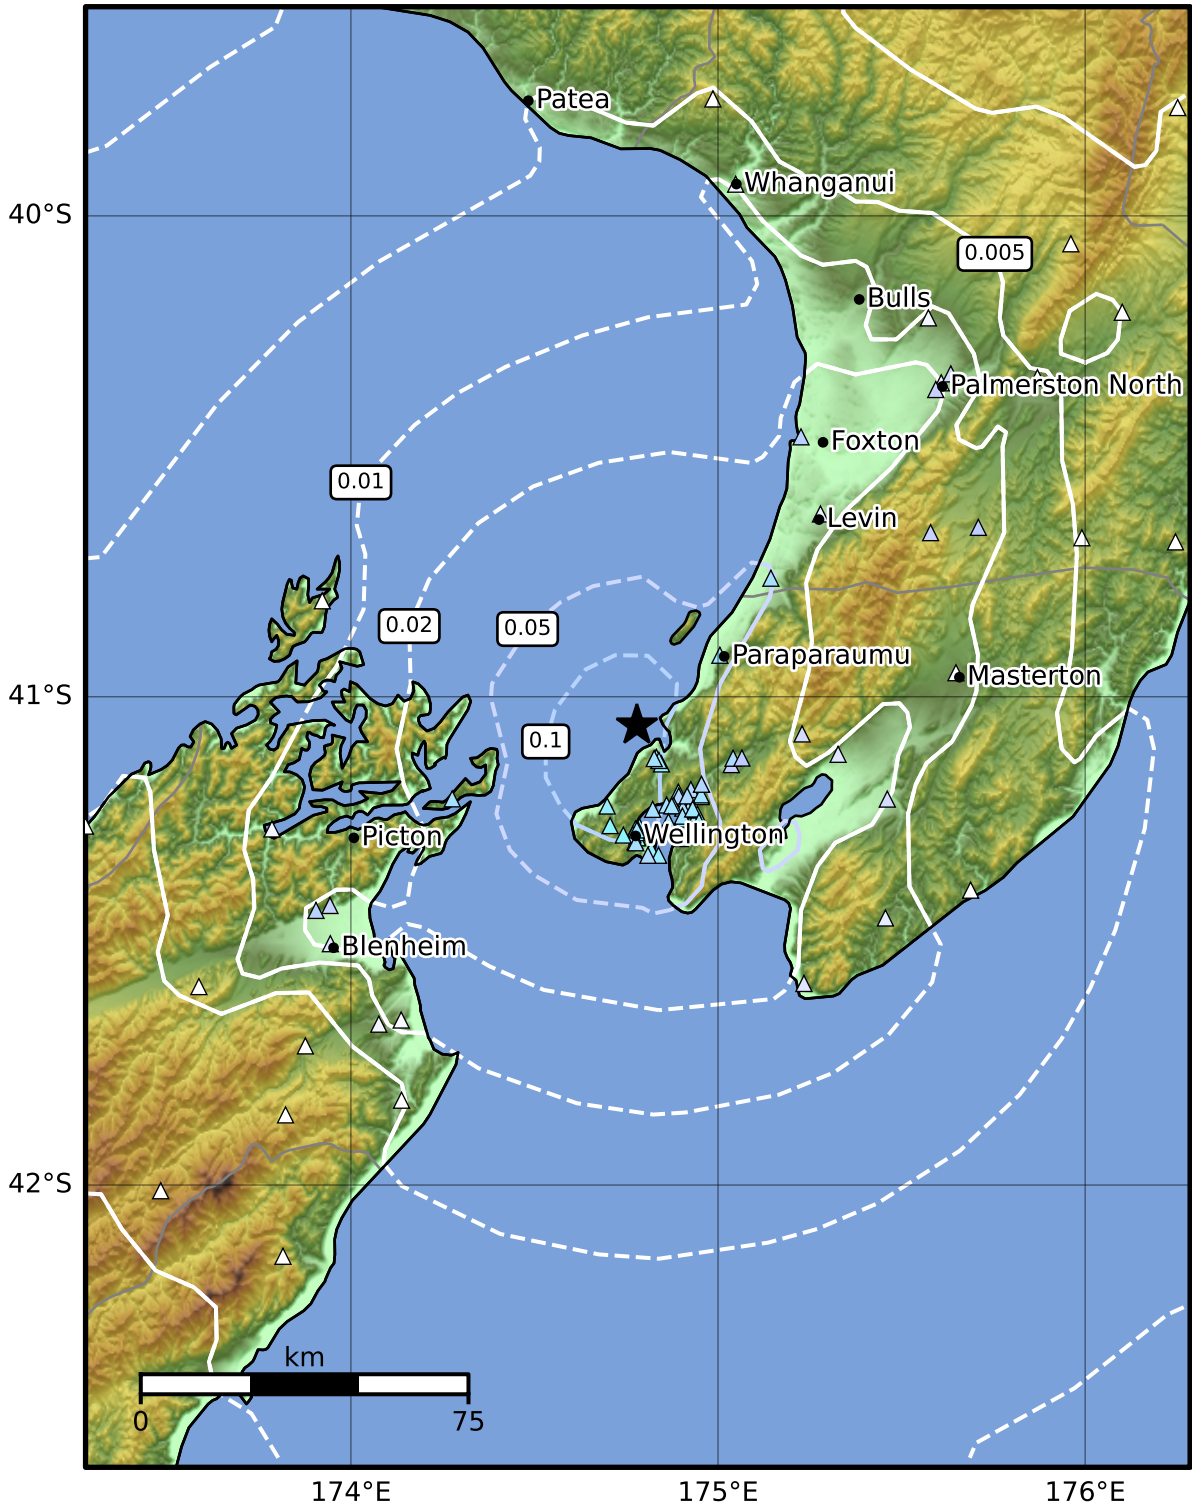 Patea
Whanganui
40°S
0.005
Bulls
Palmerston North
Foxton
0.01
Levin
0.02
0.05
Paraparaumu
Masterton
41°S
0.1
Wellington
Picton
Blenheim
42°S
km
0
75
174°E
175°E
176°E